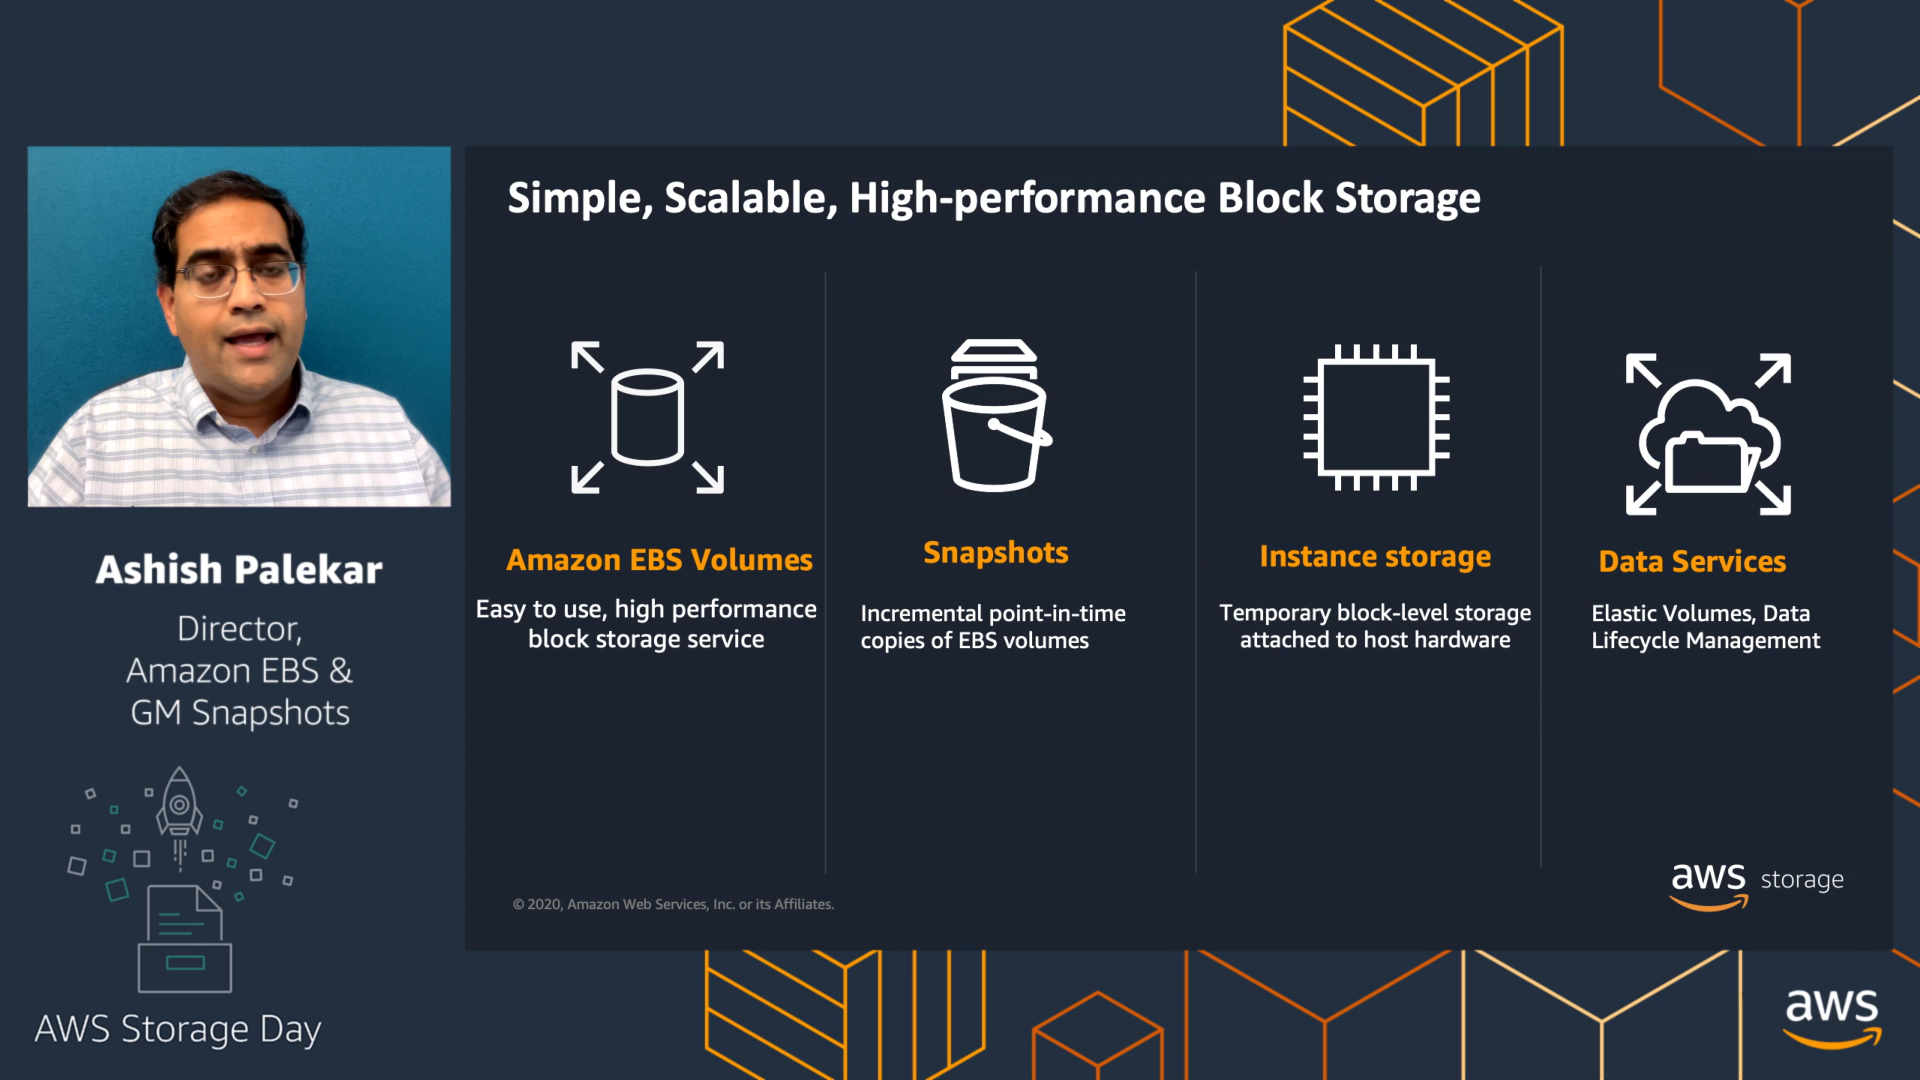 Simple, Scalable, High-performance Block Storage
Amazon EBS Volumes
Easy to use, high performance
block storage service
Snapshots
Incremental point-in-time
copies of EBS volumes
Instance storage
Temporary block-level storage
attached to host hardware
Data Services
Elastic Volumes, Data
Lifecycle Management
© 2020, Amazon Web Services, Inc. or its Affiliates.
aws storage
Ashish Palekar
Director,
Amazon EBS &
GM Snapshots
AWS Storage Day
aws